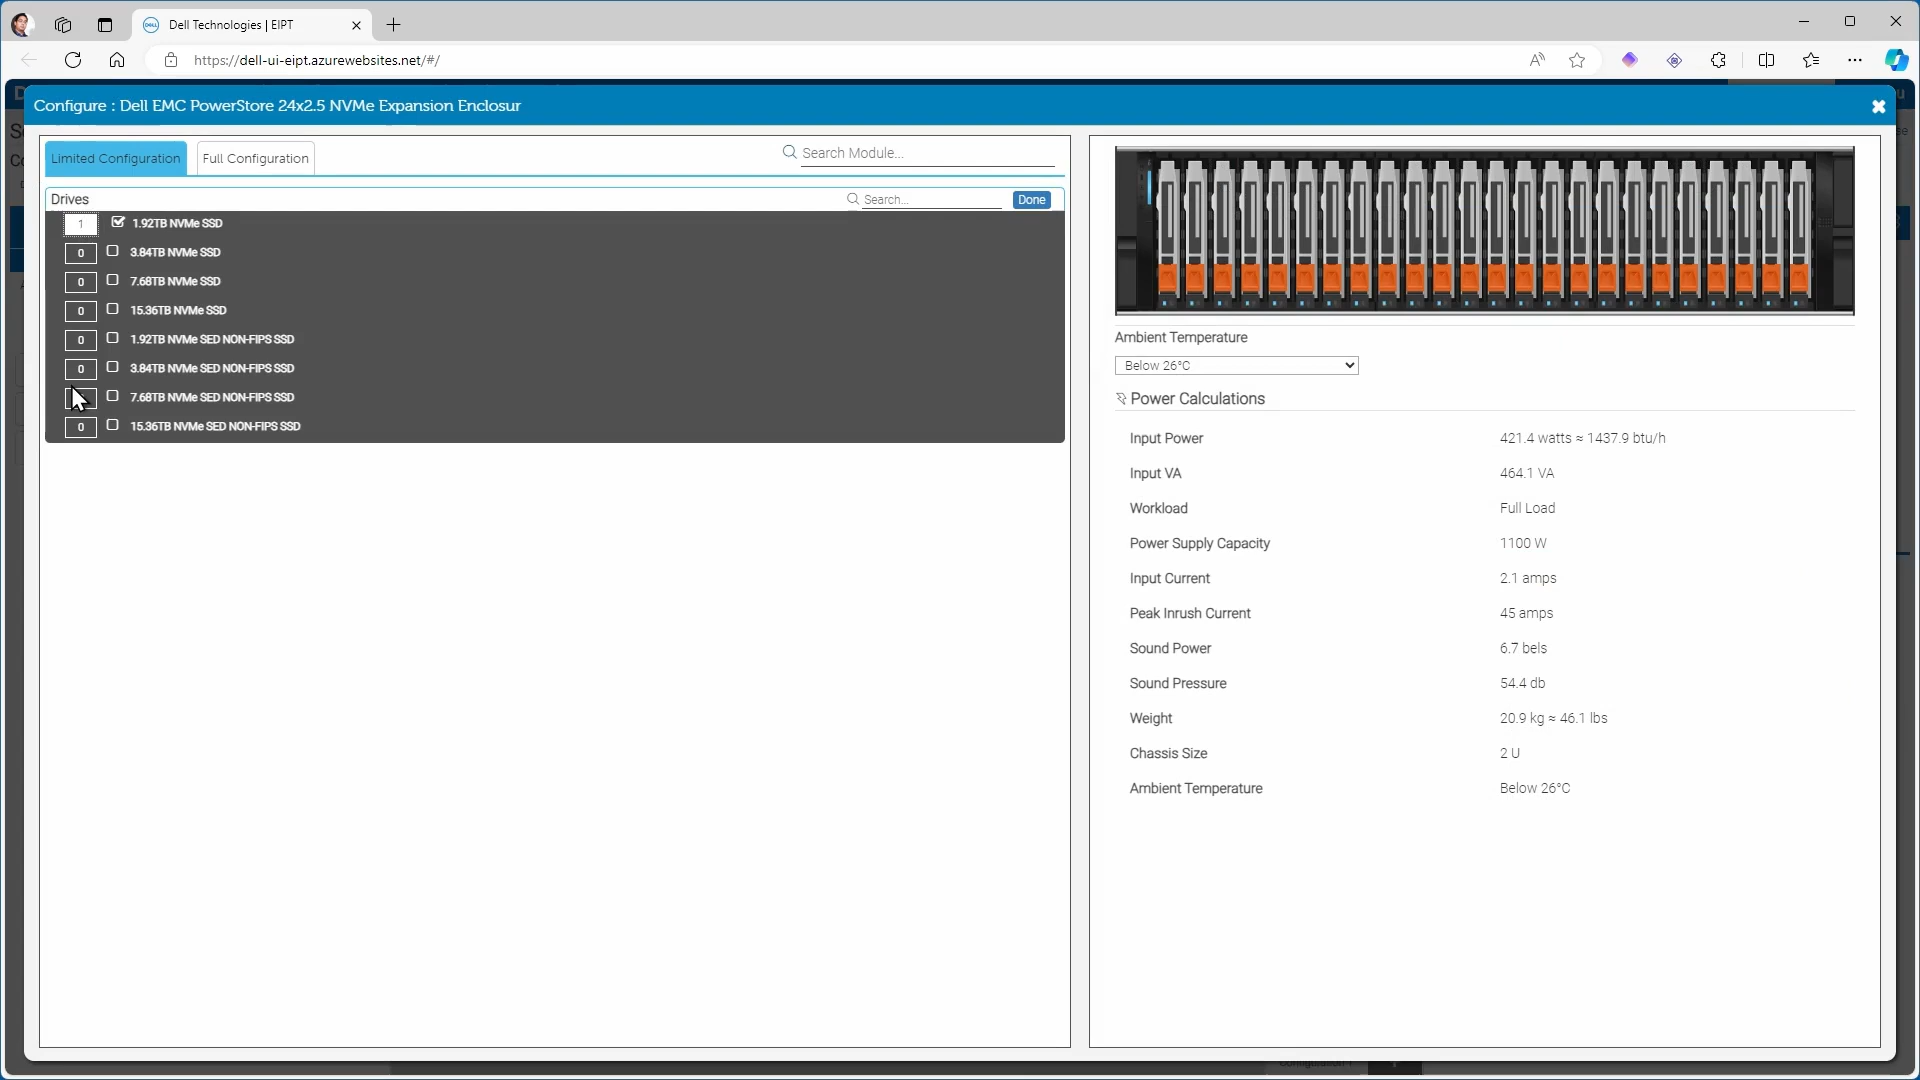 Dell Technologies | EIPT
https://dell-ui-eipt.azurewebsites.net/#/
Configure : Dell EMC PowerStore 24x2.5 NVMe Expansion Enclosur
Limited Configuration
Full Configuration
Search Module...
Drives
Search...
Done
1 1.92TB NVMe SSD
0 3.84TB NVMe SSD
0 7.68TB NVMe SSD
0 15.36TB NVMe SSD
0 1.92TB NVMe SED NON-FIPS SSD
0 3.84TB NVMe SED NON-FIPS SSD
7.68TB NVMe SED NON-FIPS SSD
0 15.36TB NVMe SED NON-FIPS SSD
Ambient Temperature
Below 26°C
Power Calculations
Input Power 421.4 watts ≈ 1437.9 btu/h
Input VA 464.1 VA
Workload Full Load
Power Supply Capacity 1100 W
Input Current 2.1 amps
Peak Inrush Current 45 amps
Sound Power 6.7 bels
Sound Pressure 54.4 db
Weight 20.9 kg ≈ 46.1 lbs
Chassis Size 2 U
Ambient Temperature Below 26°C